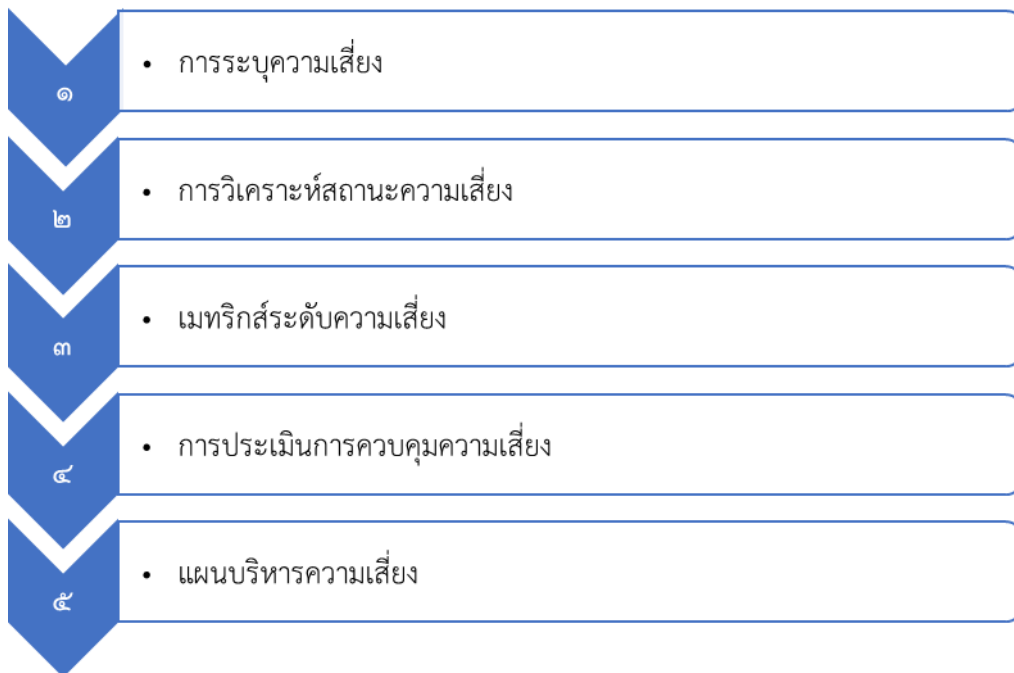 ๑
• การระบุความเสี่ยง
๒
• การวิเคราะห์สถานะความเสี่ยง
๓
• เมทริกส์ระดับความเสี่ยง
๔
• การประเมินการควบคุมความเสี่ยง
๕
• แผนบริหารความเสี่ยง